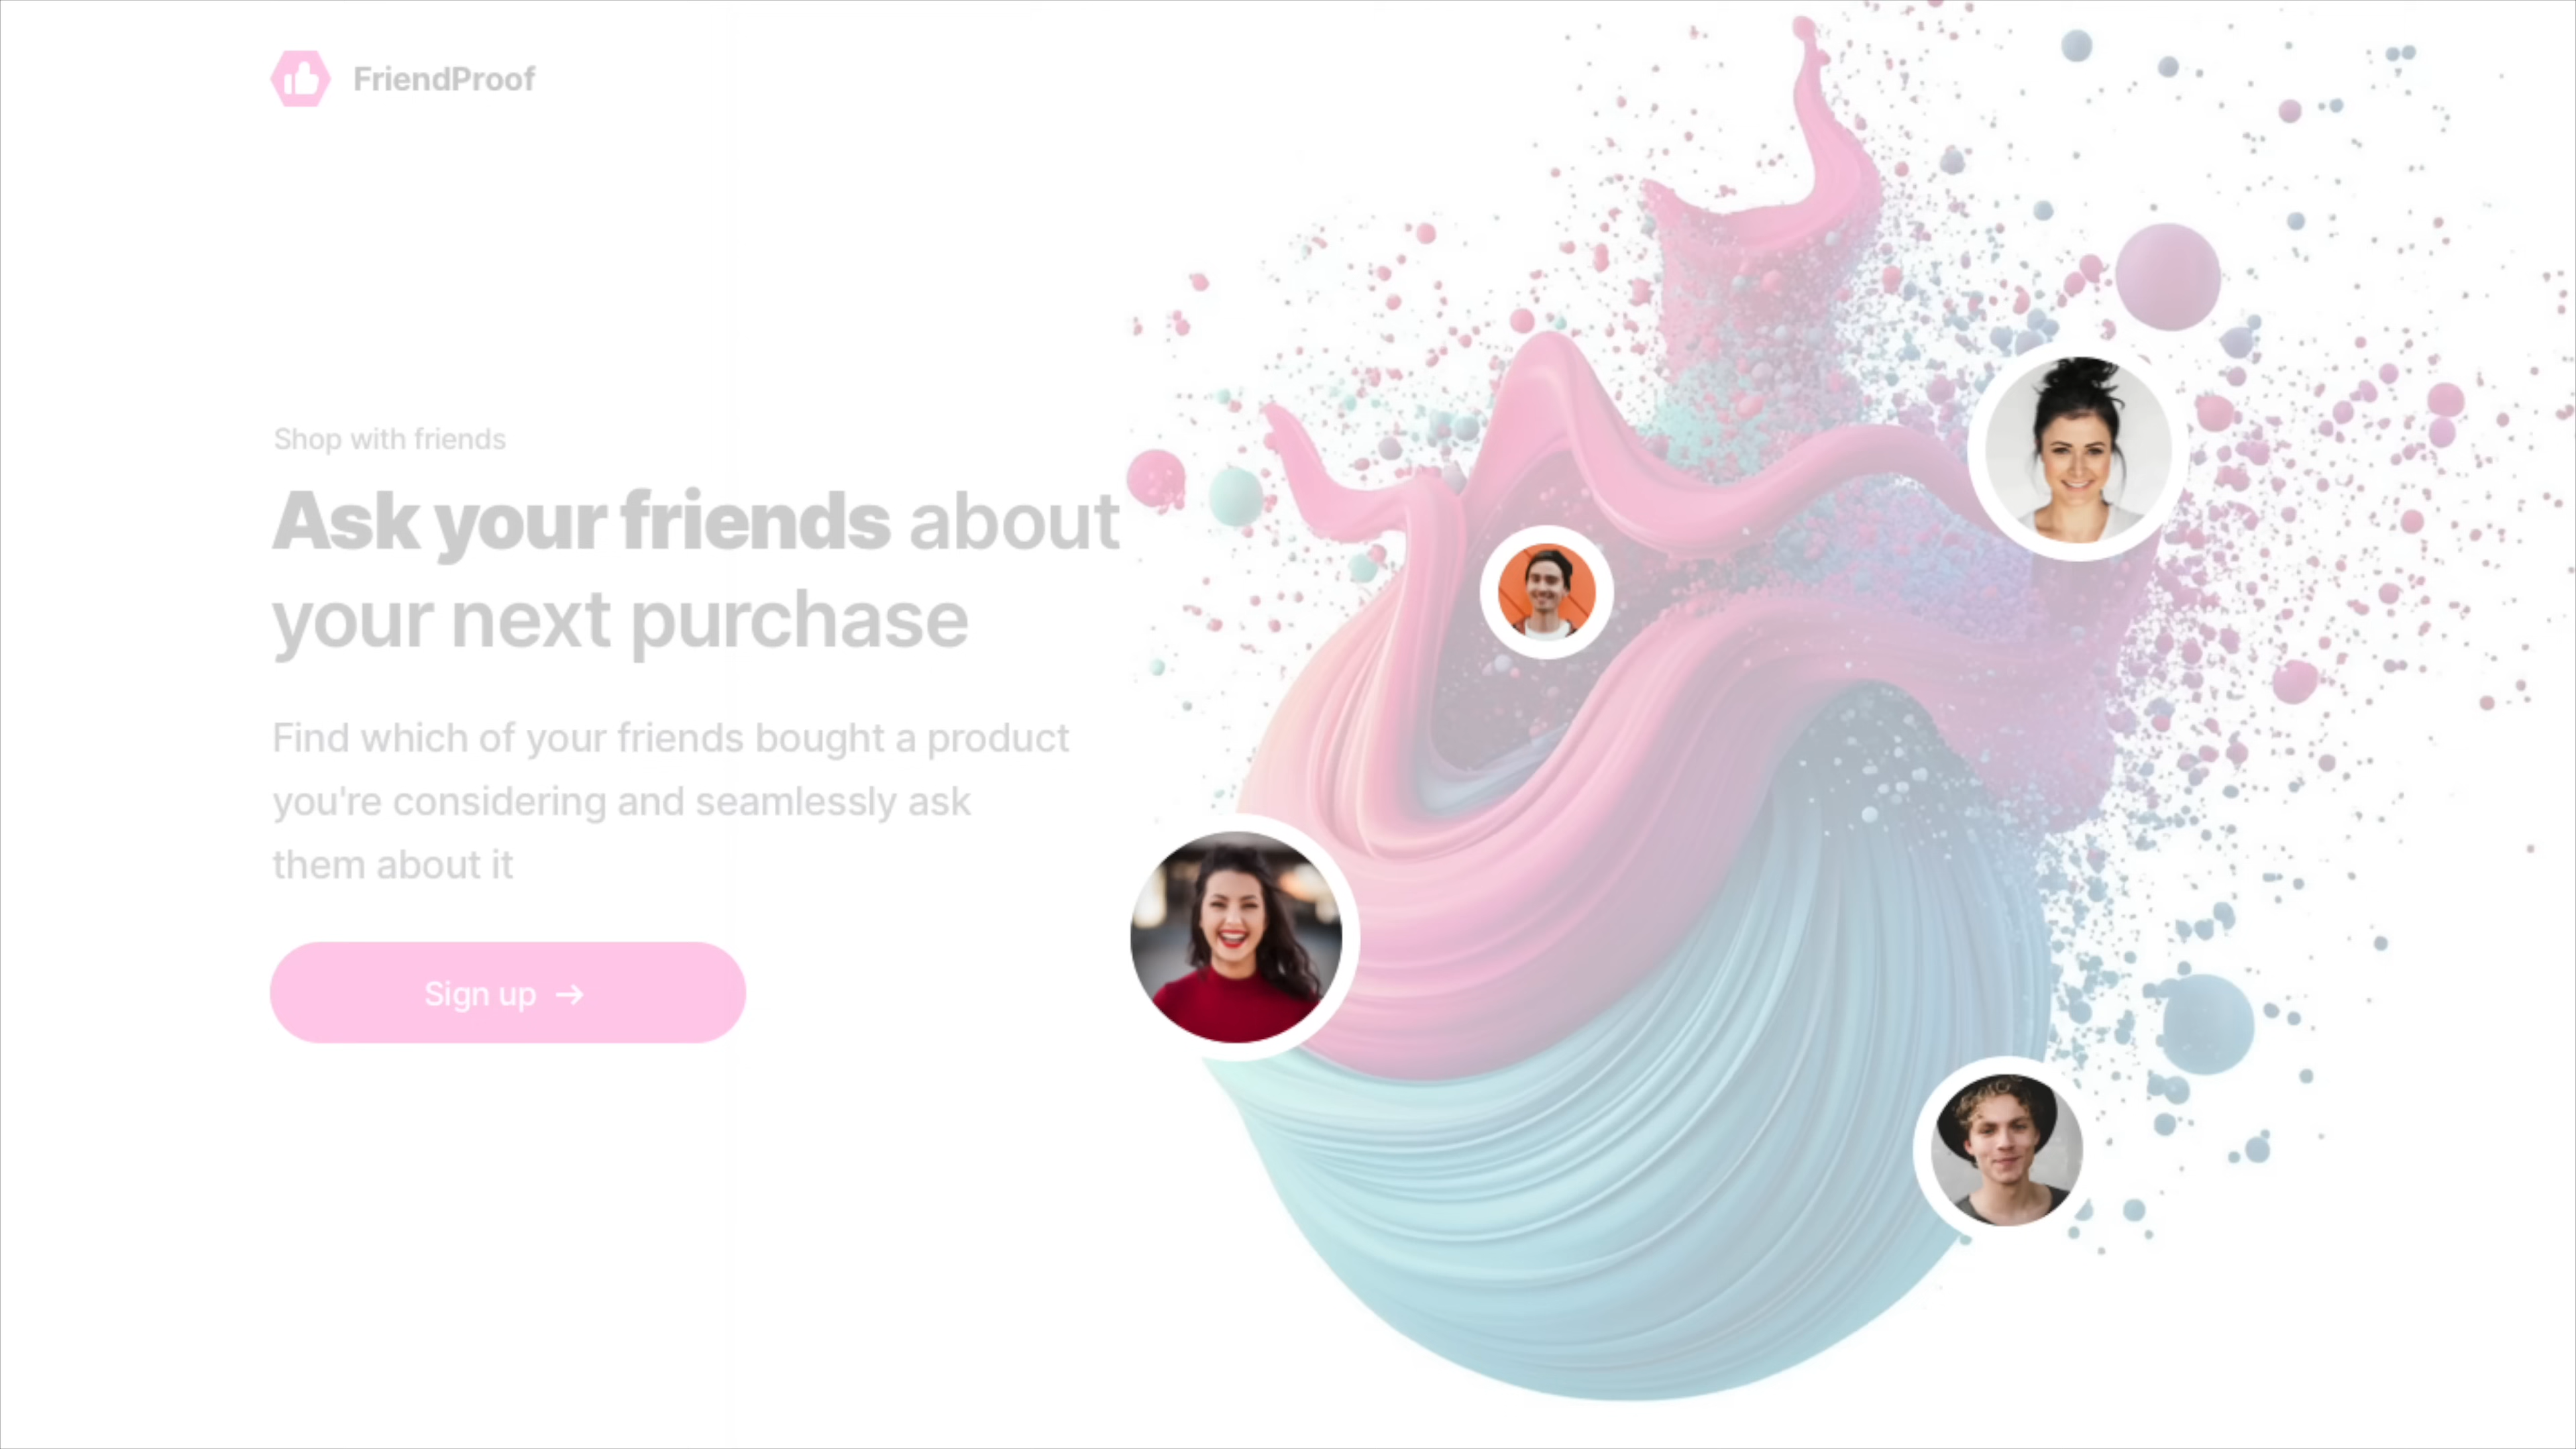 FriendProof
Shop with friends
Ask your friends about
your next purchase
Find which of your friends bought a product
you're considering and seamlessly ask
them about it
Sign up →